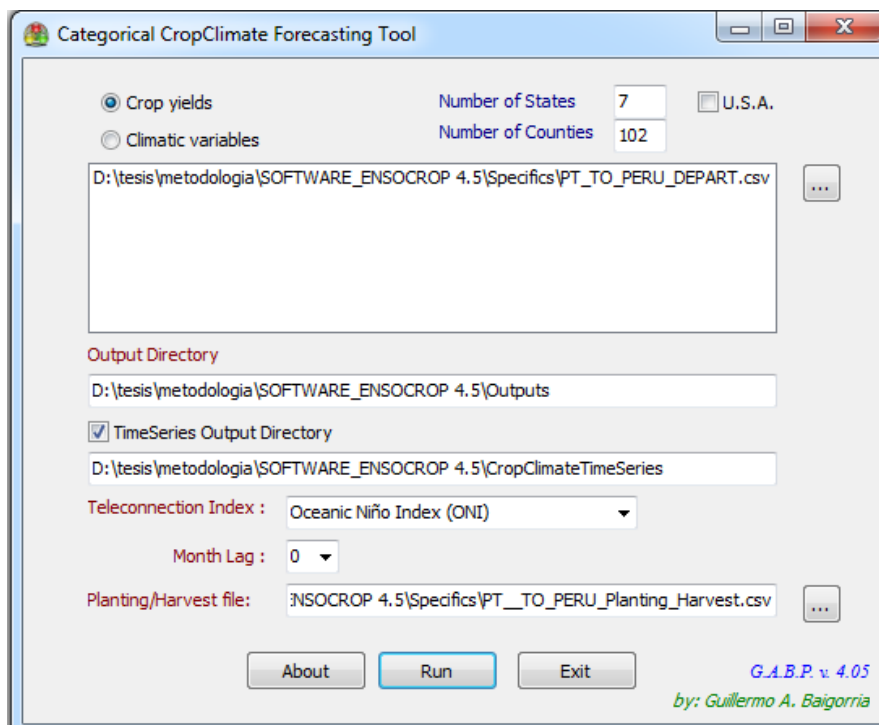 Categorical CropClimate Forecasting Tool
Crop yields
Number of States 7
U.S.A.
Climatic variables
Number of Counties 102
D:\tesis\metodologia\SOFTWARE_ENSOCROP 4.5\Specifics\PT_TO_PERU_DEPART.csv
...
Output Directory
D:\tesis\metodologia\SOFTWARE_ENSOCROP 4.5\Outputs
TimeSeries Output Directory
D:\tesis\metodologia\SOFTWARE_ENSOCROP 4.5\CropClimateTimeSeries
Teleconnection Index : Oceanic Niño Index (ONI)
Month Lag : 0
Planting/Harvest file: ENSOCROP 4.5\Specifics\PT__TO_PERU_Planting_Harvest.csv ...
About Run Exit
G.A.B.P. v. 4.05
by: Guillermo A. Baigorria